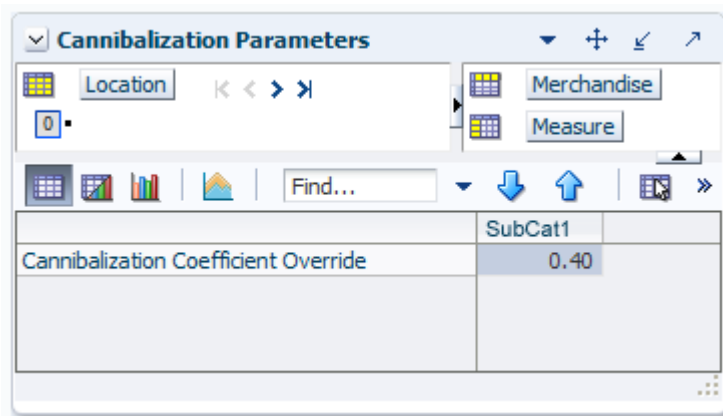 Cannibalization Parameters
Location
Merchandise
0
Measure
Find...
SubCat1
Cannibalization Coefficient Override 0.40